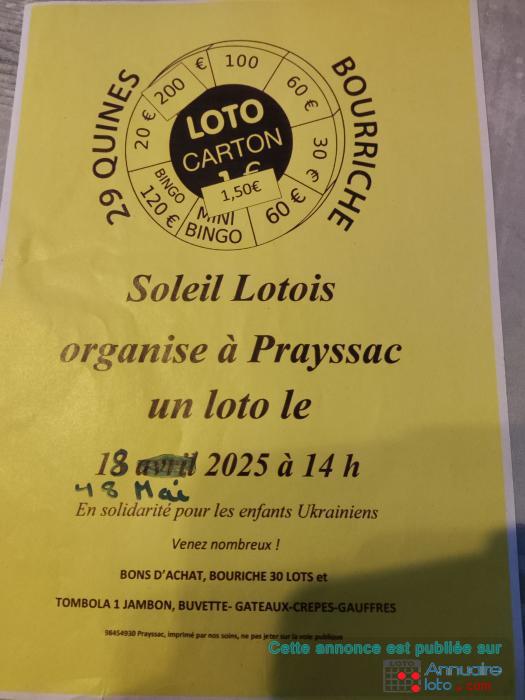 29 QUINES
BOURRICHE
20 €
200 €
100
60 €
30 €
60 €
MINI
BINGO
BINGO
120 €
LOTO
CARTON
1,50€
Soleil Lotois
organise à Prayssac
un loto le
18 avril 2025 à 14 h
18 Mai
En solidarité pour les enfants Ukrainiens
Venez nombreux !
BONS D'ACHAT, BOURICHE 30 LOTS et
TOMBOLA 1 JAMBON, BUVETTE- GATEAUX-CREPES-GAUFFRES
98454930 Prayssac, imprimé par nos soins, ne pas jeter sur la voie publique
Cette annonce est publiée sur
LOTO
Annuaire
loto.com